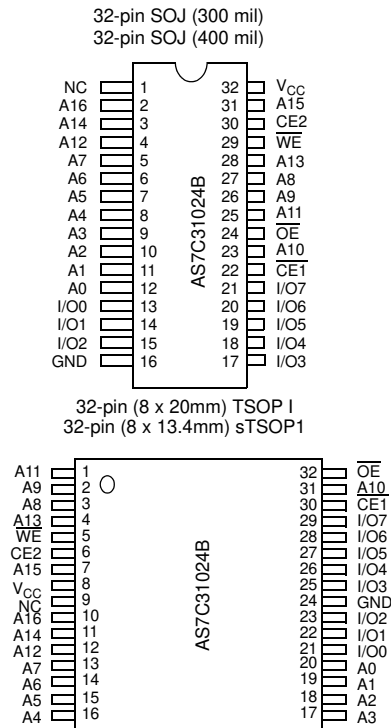 32-pin SOJ (300 mil)
32-pin SOJ (400 mil)
NC 1 32 VCC
A16 2 31 A15
A14 3 30 CE2
A12 4 29 W̅E̅
A7 5 28 A13
A6 6 27 A8
A5 7 26 A9
A4 8 25 A11
A3 9 24 O̅E̅
A2 10 23 A10
A1 11 22 C̅E̅1̅
A0 12 21 I/O7
I/O0 13 20 I/O6
I/O1 14 19 I/O5
I/O2 15 18 I/O4
GND 16 17 I/O3
AS7C31024B
32-pin (8 x 20mm) TSOP I
32-pin (8 x 13.4mm) sTSOP1
A11 1 32 O̅E̅
A9 2 31 A10
A8 3 30 C̅E̅1̅
A13 4 29 I/O7
W̅E̅ 5 28 I/O6
CE2 6 27 I/O5
A15 7 26 I/O4
VCC 8 25 I/O3
NC 9 24 GND
A16 10 23 I/O2
A14 11 22 I/O1
A12 12 21 I/O0
A7 13 20 A0
A6 14 19 A1
A5 15 18 A2
A4 16 17 A3
AS7C31024B